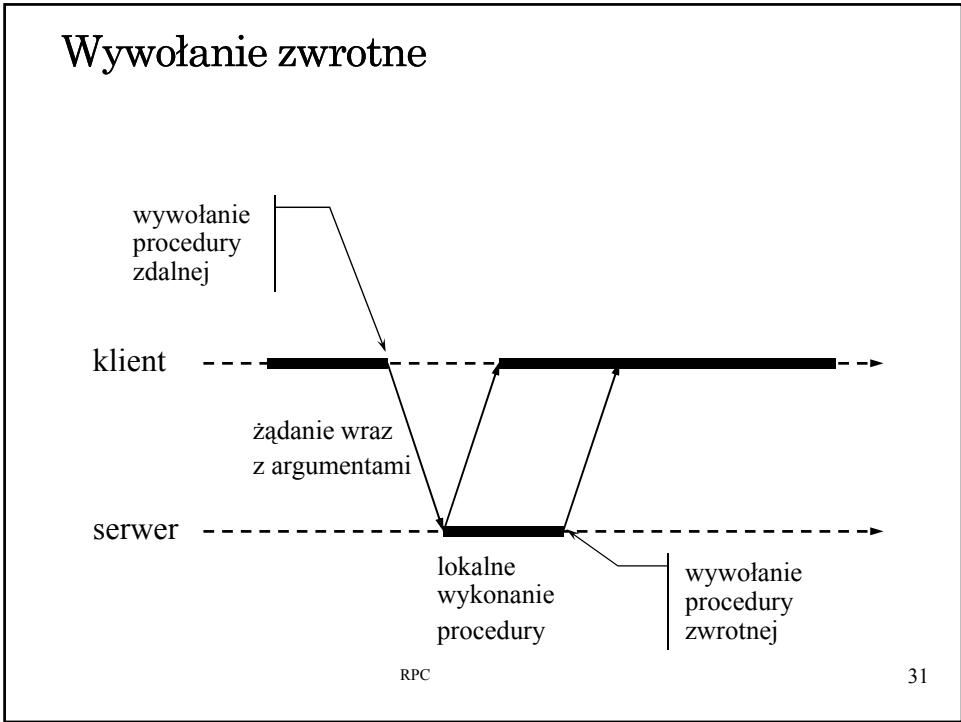 Wywołanie zwrotne
wywołanie
procedury
zdalnej
klient
żądanie wraz
z argumentami
serwer
lokalne
wykonanie
procedury
wywołanie
procedury
zwrotnej
RPC
31